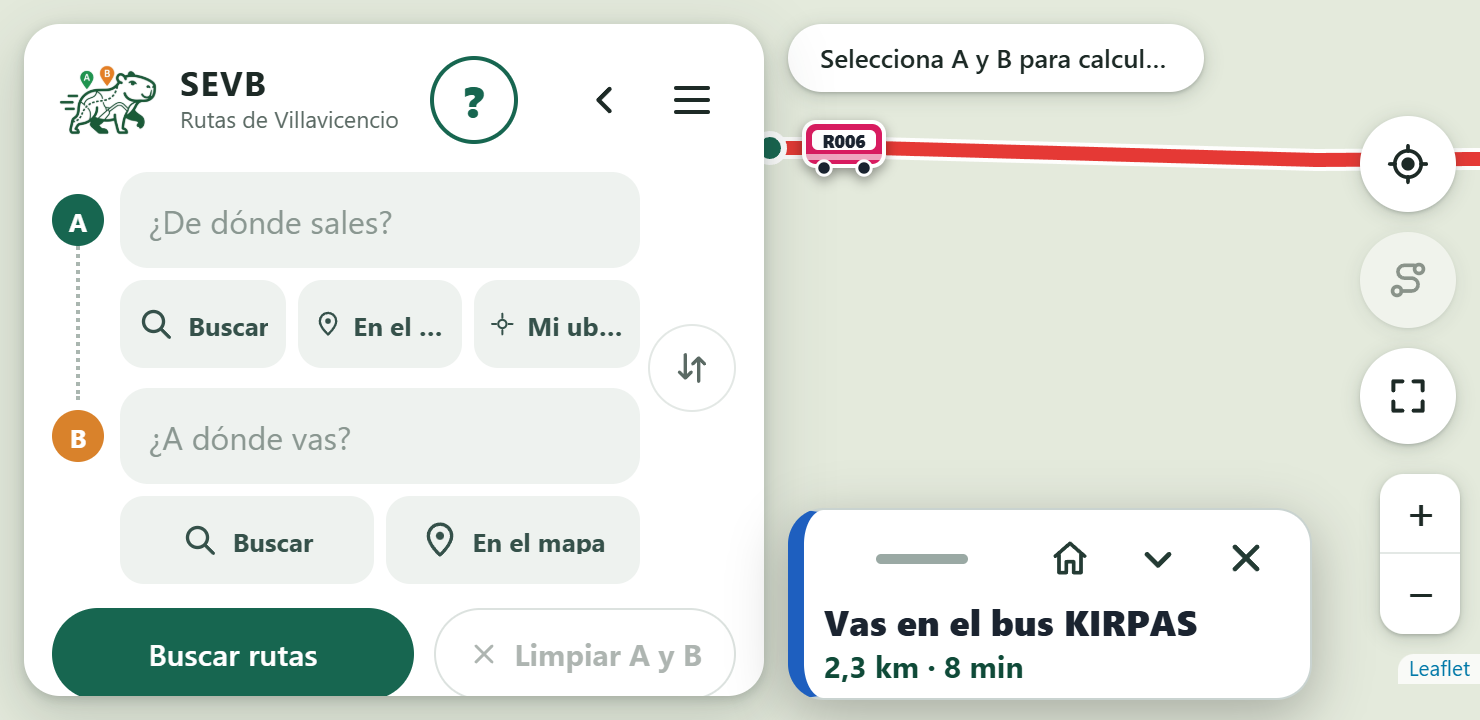 A
B
SEVB
Rutas de Villavicencio
?
A
¿De dónde sales?
Buscar
En el ...
Mi ub...
B
¿A dónde vas?
Buscar
En el mapa
Buscar rutas
Limpiar A y B
Selecciona A y B para calcul...
R006
Vas en el bus KIRPAS
2,3 km · 8 min
+
−
Leaflet